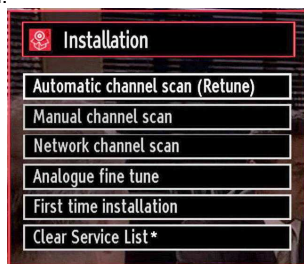 Installation
Automatic channel scan (Retune)
Manual channel scan
Network channel scan
Analogue fine tune
First time installation
Clear Service List*